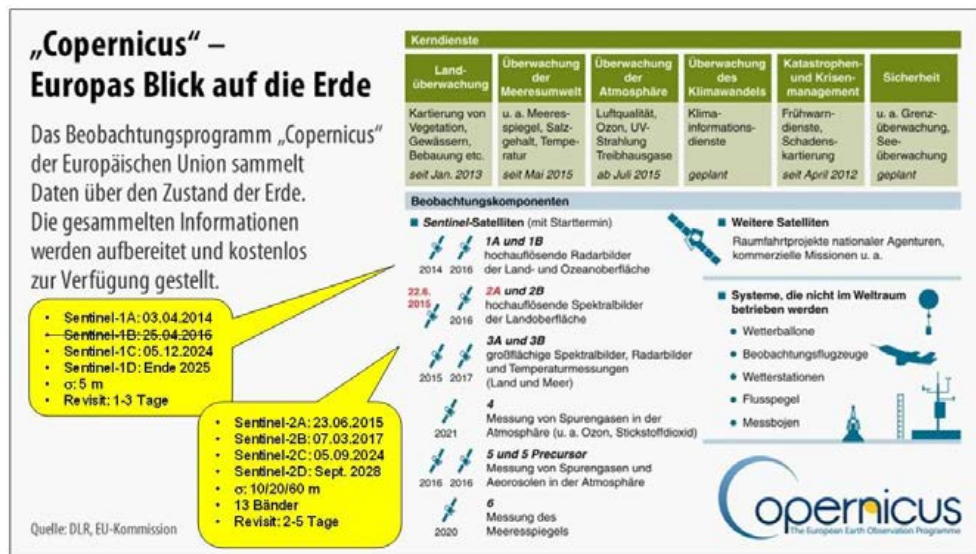 „Copernicus“ –
Europas Blick auf die Erde
Das Beobachtungsprogramm „Copernicus“
der Europäischen Union sammelt
Daten über den Zustand der Erde.
Die gesammelten Informationen
werden aufbereitet und kostenlos
zur Verfügung gestellt.
• Sentinel-1A: 03.04.2014
• Sentinel-1B: 25.04.2016
• Sentinel-1C: 05.12.2024
• Sentinel-1D: Ende 2025
• σ: 5 m
• Revisit: 1-3 Tage
• Sentinel-2A: 23.06.2015
• Sentinel-2B: 07.03.2017
• Sentinel-2C: 05.09.2024
• Sentinel-2D: Sept. 2028
• σ: 10/20/60 m
• 13 Bänder
• Revisit: 2-5 Tage
Quelle: DLR, EU-Kommission
Kerndienste
Land-
überwachung
Kartierung von
Vegetation,
Gewässern,
Bebauung etc.
seit Jan. 2013
Überwachung
der
Meeresumwelt
u. a. Meeres-
spiegel, Salz-
gehalt, Tempe-
ratur
seit Mai 2015
Überwachung
der
Atmosphäre
Luftqualität,
Ozon, UV-
Strahlung
Treibhausgase
ab Juli 2015
Überwachung
des
Klimawandels
Klima-
informations-
dienste
geplant
Katastrophen-
und Krisen-
management
Frühwarn-
dienste,
Schadens-
kartierung
seit April 2012
Sicherheit
u. a. Grenz-
überwachung,
See-
überwachung
geplant
Beobachtungskomponenten
■ Sentinel-Satelliten (mit Starttermin)
1A und 1B
hochauflösende Radarbilder
der Land- und Ozeanoberfläche
2014 2016
22.6.
2015
2A und 2B
hochauflösende Spektralbilder
der Landoberfläche
2016
3A und 3B
großflächige Spektralbilder, Radarbilder
und Temperaturmessungen
(Land und Meer)
2015 2017
4
Messung von Spurengasen in der
Atmosphäre (u. a. Ozon, Stickstoffdioxid)
2021
5 und 5 Precursor
Messung von Spurengasen und
Aeorosolen in der Atmosphäre
2016 2016
6
Messung des
Meeresspiegels
2020
■ Weitere Satelliten
Raumfahrtprojekte nationaler Agenturen,
kommerzielle Missionen u. a.
■ Systeme, die nicht im Weltraum
betrieben werden
• Wetterballone
• Beobachtungsflugzeuge
• Wetterstationen
• Flusspegel
• Messbojen
Copernicus
The European Earth Observation Programme